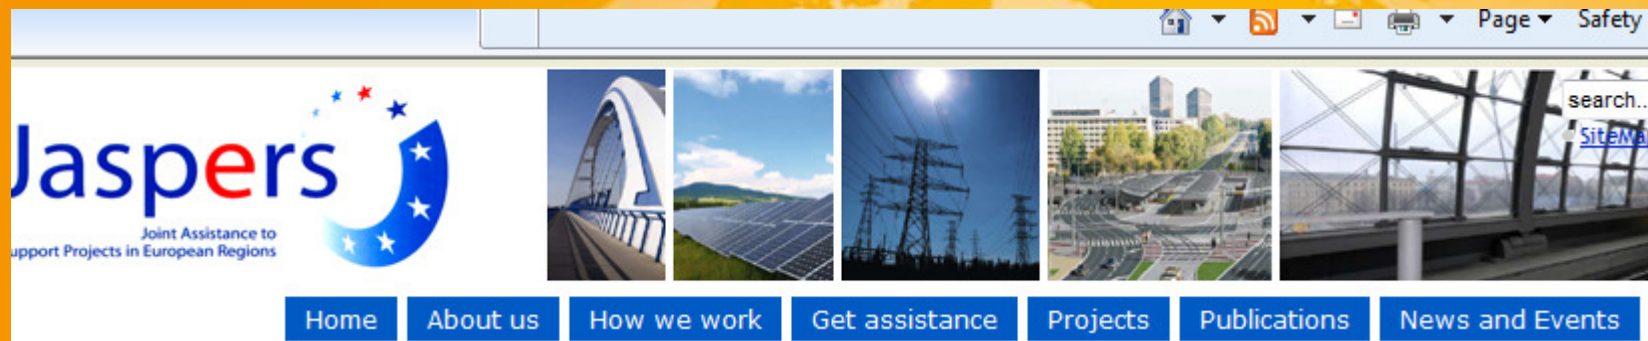 Page Safety
search..
SiteMa
Jaspers
Joint Assistance to
upport Projects in European Regions
Home About us How we work Get assistance Projects Publications News and Events